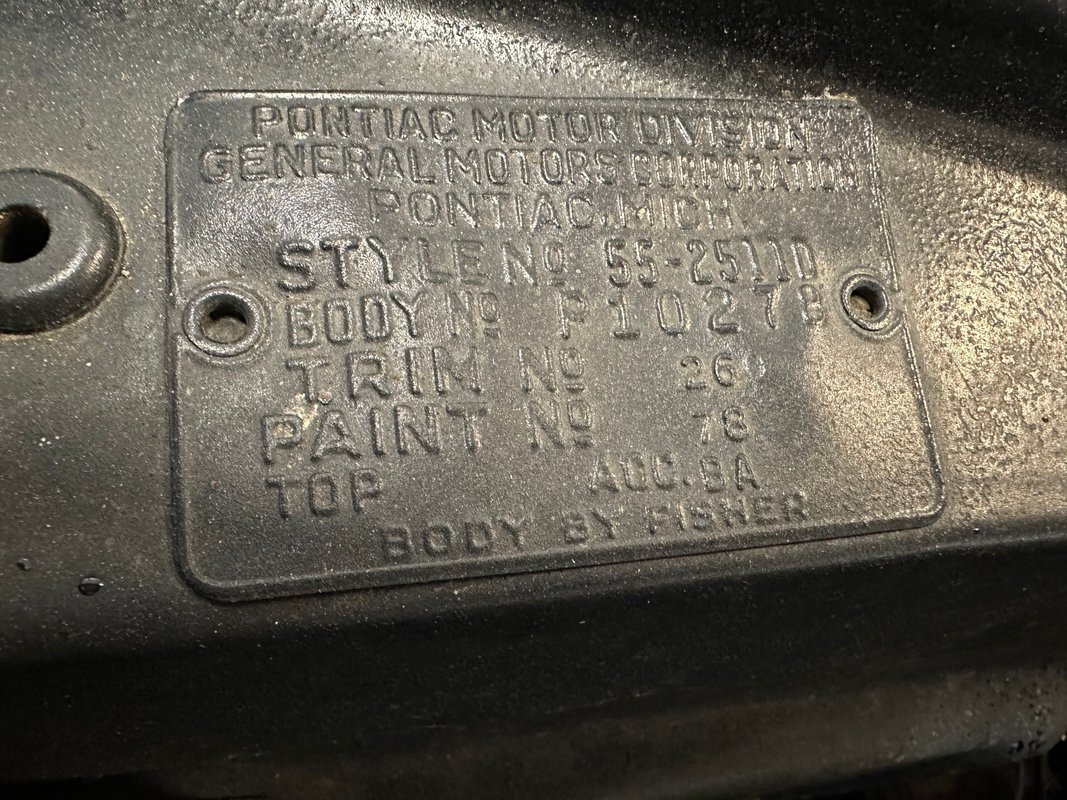 PONTIAC MOTOR DIVISION
GENERAL MOTORS CORPORATION
PONTIAC, MICH.
STYLE Nº 55-2511D
BODY Nº P10278
TRIM Nº 26
PAINT Nº 78
TOP ACC. 8A
BODY BY FISHER